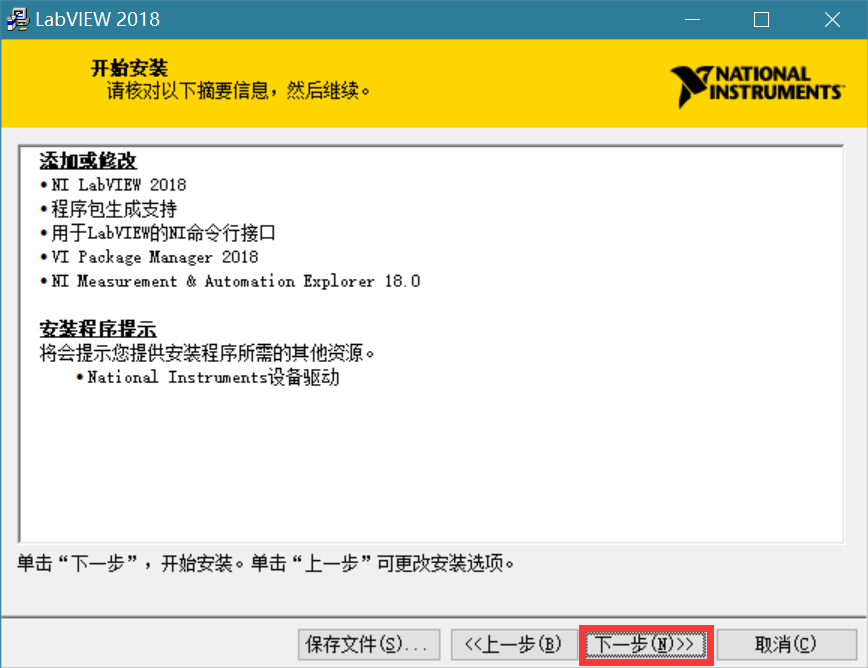 LabVIEW 2018
开始安装
请核对以下摘要信息，然后继续。
NATIONAL
INSTRUMENTS
添加或修改
•NI LabVIEW 2018
•程序包生成支持
•用于LabVIEW的NI命令行接口
•VI Package Manager 2018
•NI Measurement & Automation Explorer 18.0
安装程序提示
将会提示您提供安装程序所需的其他资源。
•National Instruments设备驱动
单击“下一步”，开始安装。单击“上一步”可更改安装选项。
保存文件(S)... <<上一步(B) 下一步(N)>> 取消(C)